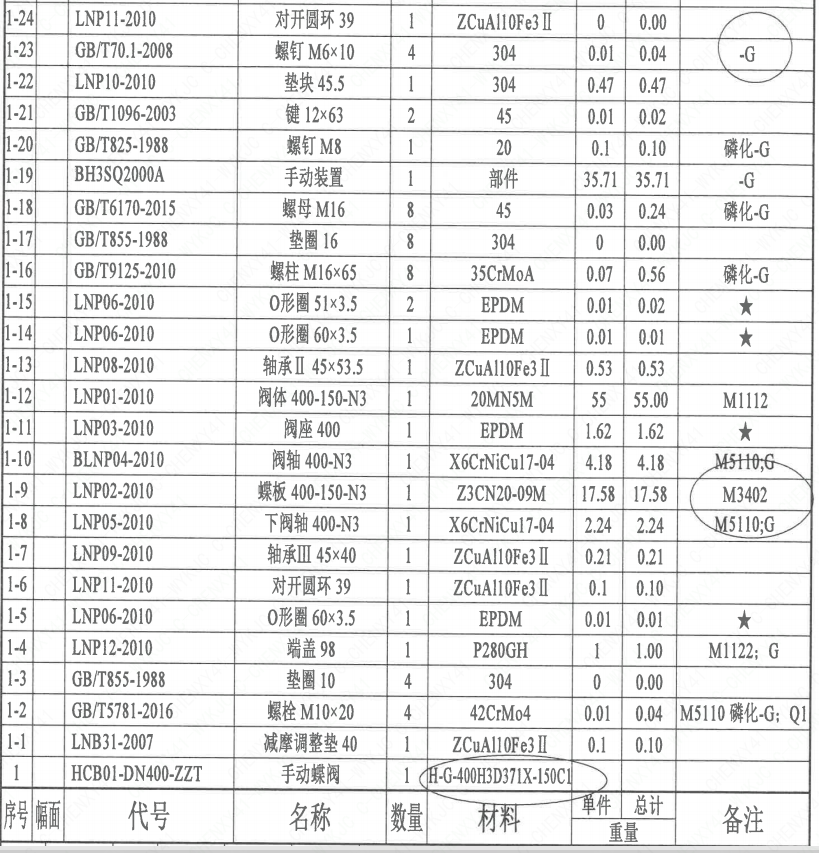 1-24 LNP11-2010 对开圆环 39 1 ZCuAl10Fe3Ⅱ 0 0.00
1-23 GB/T70.1-2008 螺钉 M6×10 4 304 0.01 0.04 -G
1-22 LNP10-2010 垫块 45.5 1 304 0.47 0.47
1-21 GB/T1096-2003 键 12×63 2 45 0.01 0.02
1-20 GB/T825-1988 螺钉 M8 1 20 0.1 0.10 磷化-G
1-19 BH3SQ2000A 手动装置 1 部件 35.71 35.71 -G
1-18 GB/T6170-2015 螺母 M16 8 45 0.03 0.24 磷化-G
1-17 GB/T855-1988 垫圈 16 8 304 0 0.00
1-16 GB/T9125-2010 螺柱 M16×65 8 35CrMoA 0.07 0.56 磷化-G
1-15 LNP06-2010 O形圈 51×3.5 2 EPDM 0.01 0.02 ★
1-14 LNP06-2010 O形圈 60×3.5 1 EPDM 0.01 0.01 ★
1-13 LNP08-2010 轴承Ⅱ 45×53.5 1 ZCuAl10Fe3Ⅱ 0.53 0.53
1-12 LNP01-2010 阀体 400-150-N3 1 20MN5M 55 55.00 M1112
1-11 LNP03-2010 阀座 400 1 EPDM 1.62 1.62 ★
1-10 BLNP04-2010 阀轴 400-N3 1 X6CrNiCu17-04 4.18 4.18 M5110;G
1-9 LNP02-2010 蝶板 400-150-N3 1 Z3CN20-09M 17.58 17.58 M3402
1-8 LNP05-2010 下阀轴 400-N3 1 X6CrNiCu17-04 2.24 2.24 M5110;G
1-7 LNP09-2010 轴承Ⅲ 45×40 1 ZCuAl10Fe3Ⅱ 0.21 0.21
1-6 LNP11-2010 对开圆环 39 1 ZCuAl10Fe3Ⅱ 0.1 0.10
1-5 LNP06-2010 O形圈 60×3.5 1 EPDM 0.01 0.01 ★
1-4 LNP12-2010 端盖 98 1 P280GH 1 1.00 M1122；G
1-3 GB/T855-1988 垫圈 10 4 304 0 0.00
1-2 GB/T5781-2016 螺栓 M10×20 4 42CrMo4 0.01 0.04 M5110 磷化-G；Q1
1-1 LNB31-2007 减摩调整垫 40 1 ZCuAl10Fe3Ⅱ 0.1 0.10
1 HCB01-DN400-ZZT 手动蝶阀 1 H-G-400H3D371X-150C1
序号 幅面 代号 名称 数量 材料 单件 总计 备注
重量